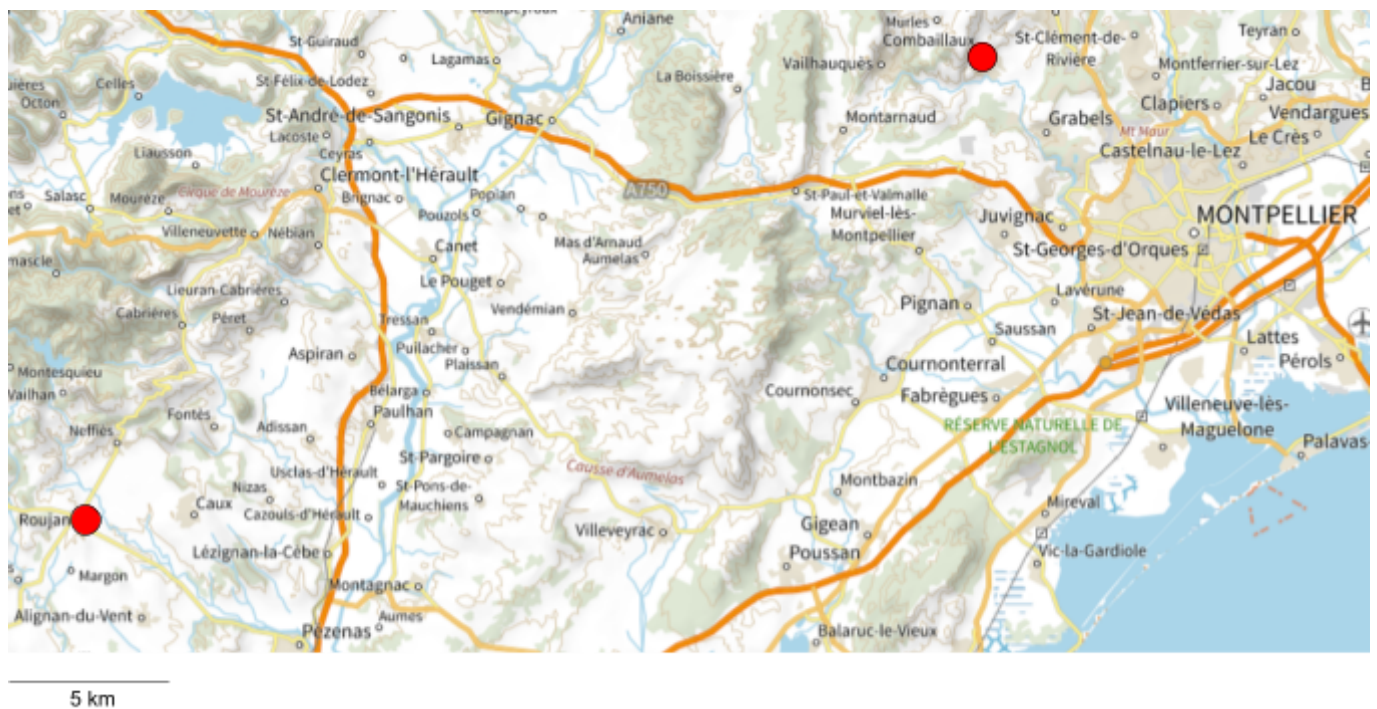 Aniane
Murles
Combaillaux
St-Clément-de-
Rivière
Teyran
St-Guiraud
Lagamas
Vailhauquès
Montferrier-sur-Lez
La Boissière
Celles
St-Félix-de-Lodez
Jacou
Octon
Clapiers
Vendargues
St-André-de-Sangonis
Gignac
Montarnaud
Grabels
Mt Maur
Le Crès
Lacoste
Ceyras
Castelnau-le-Lez
Liausson
Clermont-l'Hérault
Salasc
Mourèze
Cirque de Mourèze
Brignac
Popian
A750
St-Paul-et-Valmalle
Pouzols
Murviel-lès-
Montpellier
Juvignac
MONTPELLIER
Villeneuvette
Nébian
Canet
Mas d'Arnaud
Aumelas
St-Georges-d'Orques
Le Pouget
Lieuran-Cabrières
Lavérune
Cabrières
Péret
Tressan
Vendémian
Pignan
St-Jean-de-Védas
Saussan
Lattes
Aspiran
Puilacher
Plaissan
Cournonterral
Pérols
Montesquieu
Vailhan
Bélarga
Paulhan
Cournonsec
Fabrègues
Villeneuve-lès-
Maguelone
Fontès
Neffiès
Adissan
Campagnan
RÉSERVE NATURELLE DE
L'ESTAGNOL
Palavas-
St-Pargoire
Causse d'Aumelas
Usclas-d'Hérault
Nizas
St-Pons-de-
Mauchiens
Montbazin
Caux
Cazouls-d'Hérault
Mireval
Roujan
Villeveyrac
Gigean
Poussan
Lézignan-la-Cèbe
Vic-la-Gardiole
Margon
Montagnac
Alignan-du-Vent
Aumes
Pézenas
Balaruc-le-Vieux
5 km